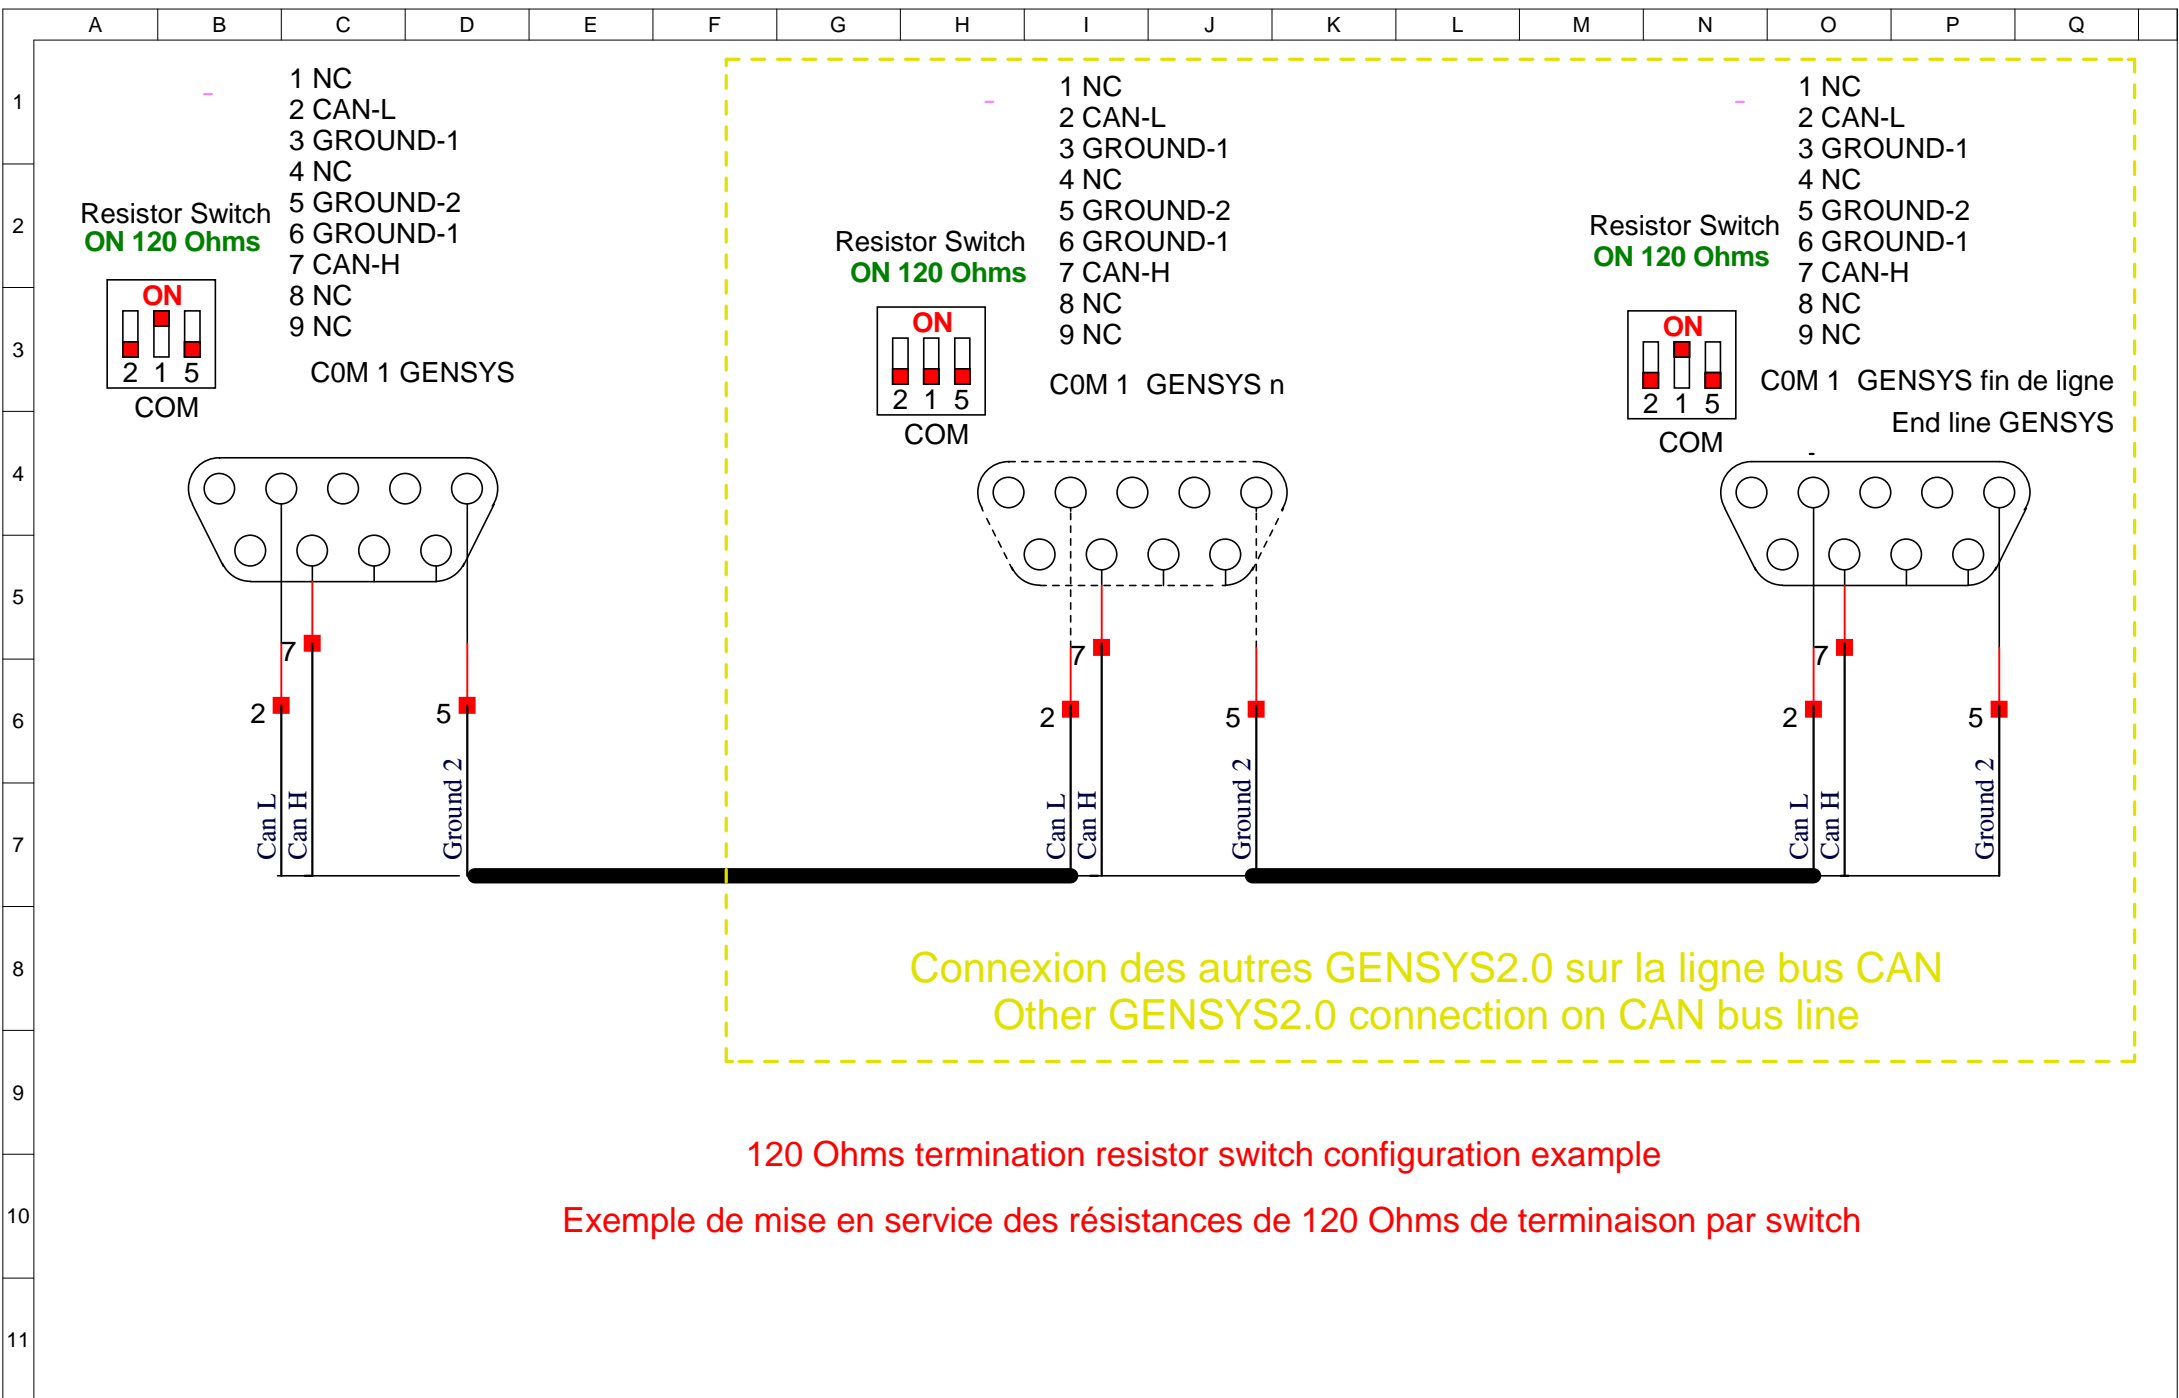 A B C D E F G H I J K L M N O P Q
1
2
3
4
5
6
7
8
9
10
11
1 NC
2 CAN-L
3 GROUND-1
4 NC
5 GROUND-2
6 GROUND-1
7 CAN-H
8 NC
9 NC
C0M 1 GENSYS
Resistor Switch
ON 120 Ohms
ON
2 1 5
COM
7
2
5
Can L
Can H
Ground 2
1 NC
2 CAN-L
3 GROUND-1
4 NC
5 GROUND-2
6 GROUND-1
7 CAN-H
8 NC
9 NC
C0M 1 GENSYS n
Resistor Switch
ON 120 Ohms
ON
2 1 5
COM
7
2
5
Can L
Can H
Ground 2
1 NC
2 CAN-L
3 GROUND-1
4 NC
5 GROUND-2
6 GROUND-1
7 CAN-H
8 NC
9 NC
C0M 1 GENSYS fin de ligne
End line GENSYS
Resistor Switch
ON 120 Ohms
ON
2 1 5
COM
7
2
5
Can L
Can H
Ground 2
Connexion des autres GENSYS2.0 sur la ligne bus CAN
Other GENSYS2.0 connection on CAN bus line
120 Ohms termination resistor switch configuration example
Exemple de mise en service des résistances de 120 Ohms de terminaison par switch